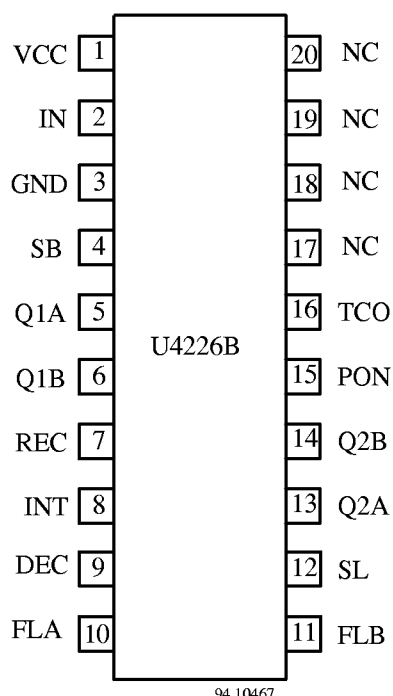 VCC 1 20 NC
IN 2 19 NC
GND 3 18 NC
SB 4 17 NC
Q1A 5 16 TCO
U4226B
Q1B 6 15 PON
REC 7 14 Q2B
INT 8 13 Q2A
DEC 9 12 SL
FLA 10 11 FLB
94 10467